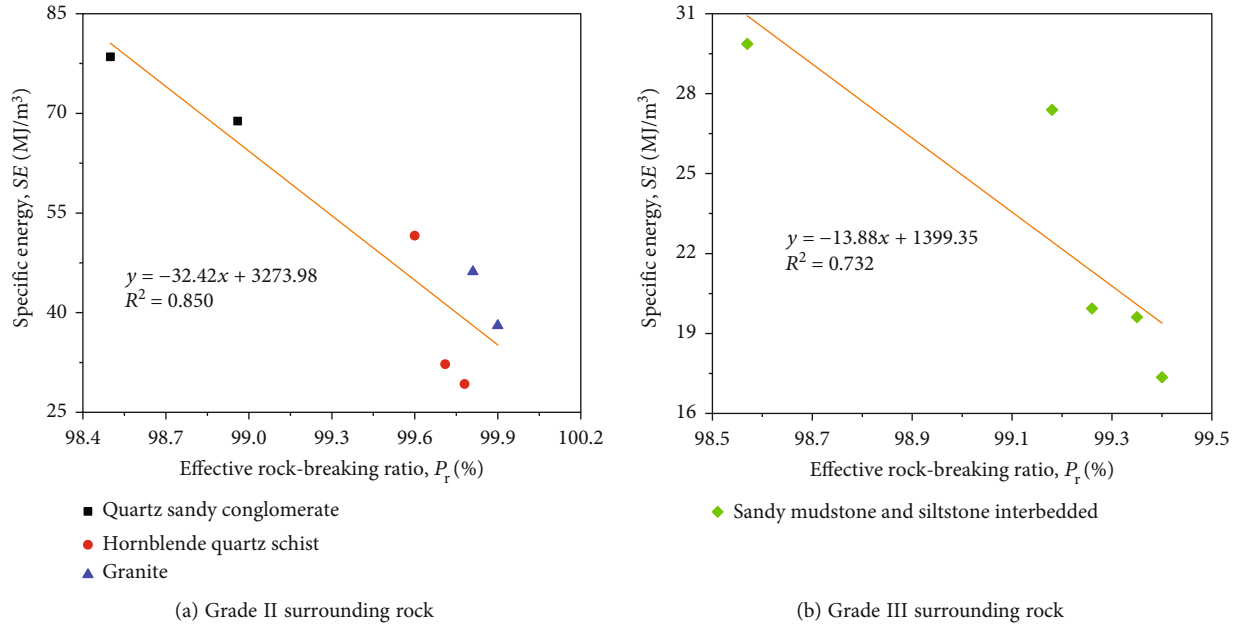 85
70
55
40
25
Specific energy, SE (MJ/m³)
y = −32.42x + 3273.98
R² = 0.850
98.4 98.7 99.0 99.3 99.6 99.9 100.2
Effective rock-breaking ratio, Pr (%)
Quartz sandy conglomerate
Hornblende quartz schist
Granite
(a) Grade II surrounding rock
31
28
25
22
19
16
Specific energy, SE (MJ/m³)
y = −13.88x + 1399.35
R² = 0.732
98.5 98.7 98.9 99.1 99.3 99.5
Effective rock-breaking ratio, Pr (%)
Sandy mudstone and siltstone interbedded
(b) Grade III surrounding rock